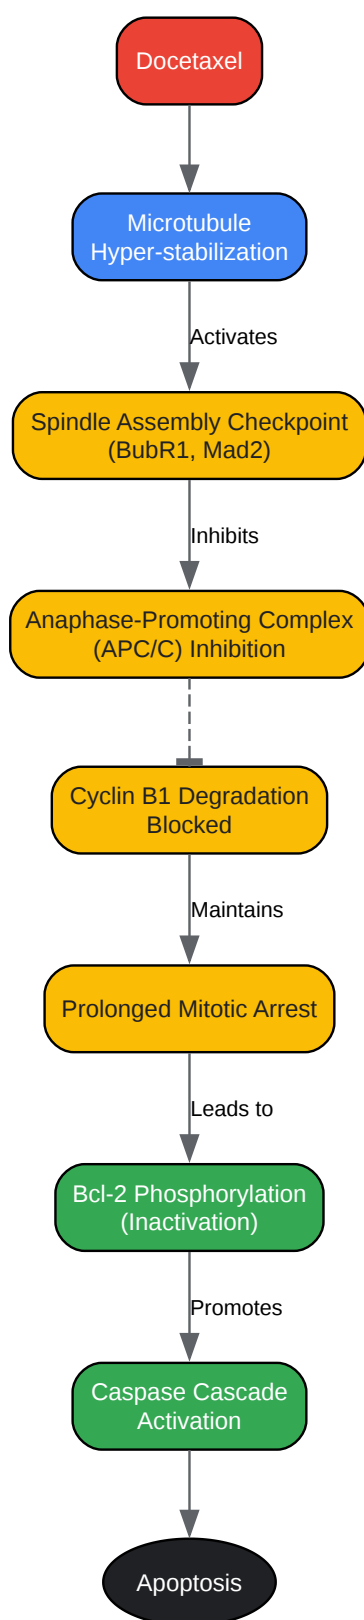 Docetaxel
Microtubule
Hyper-stabilization
Activates
Spindle Assembly Checkpoint
(BubR1, Mad2)
Inhibits
Anaphase-Promoting Complex
(APC/C) Inhibition
Cyclin B1 Degradation
Blocked
Maintains
Prolonged Mitotic Arrest
Leads to
Bcl-2 Phosphorylation
(Inactivation)
Promotes
Caspase Cascade
Activation
Apoptosis